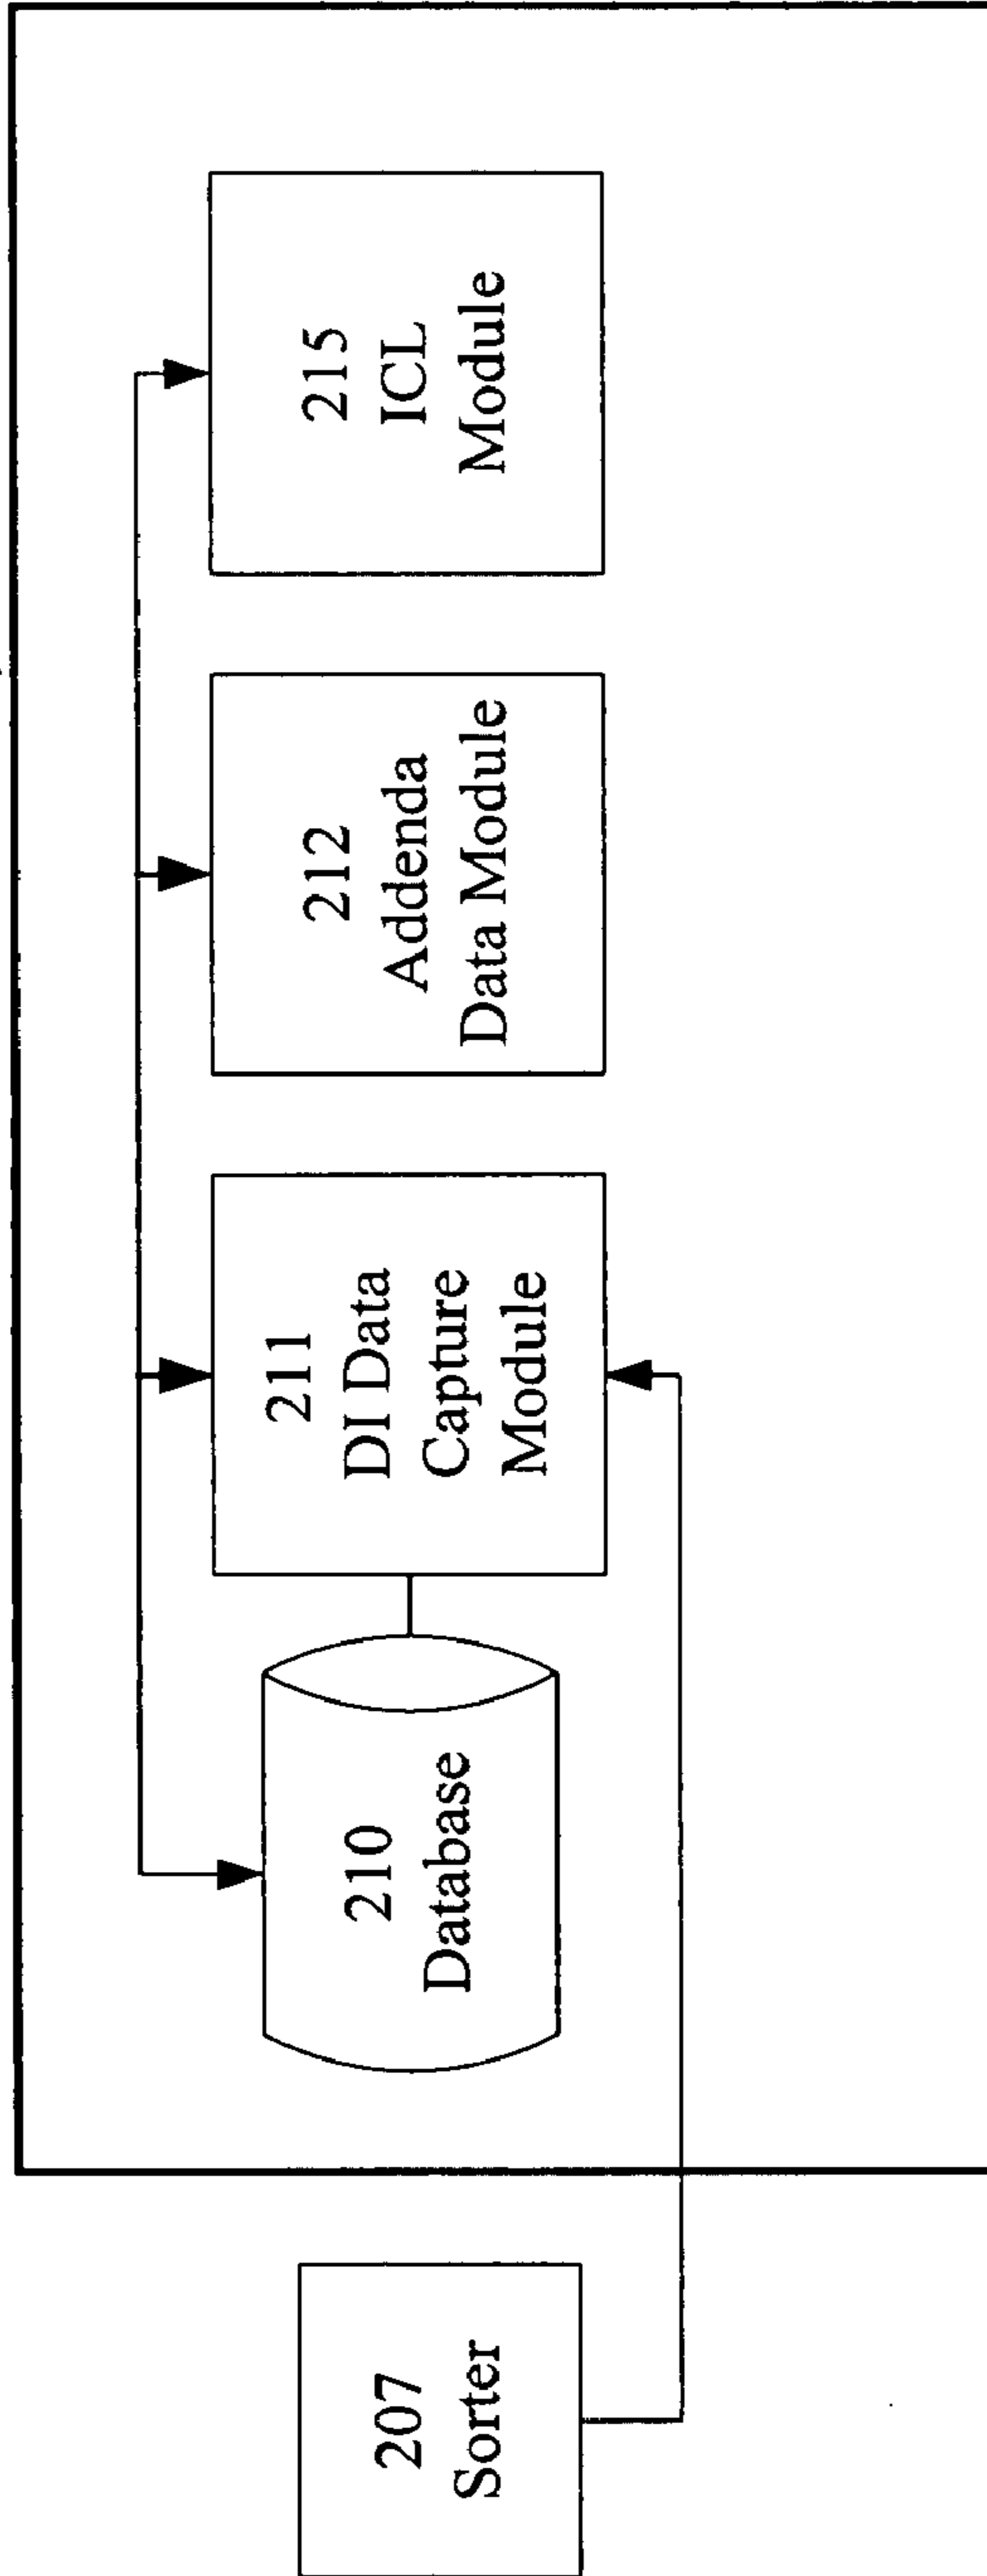 207
Sorter
210
Database
211
DI Data
Capture
Module
212
Addenda
Data Module
215
ICL
Module